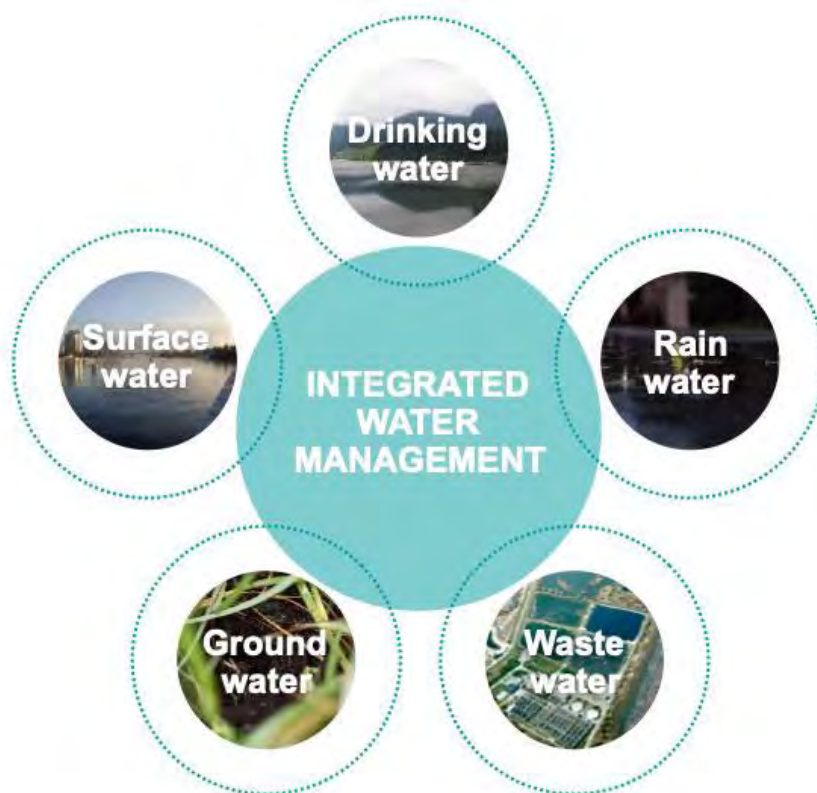 Drinking
water
Surface
water
Rain
water
INTEGRATED
WATER
MANAGEMENT
Ground
water
Waste
water